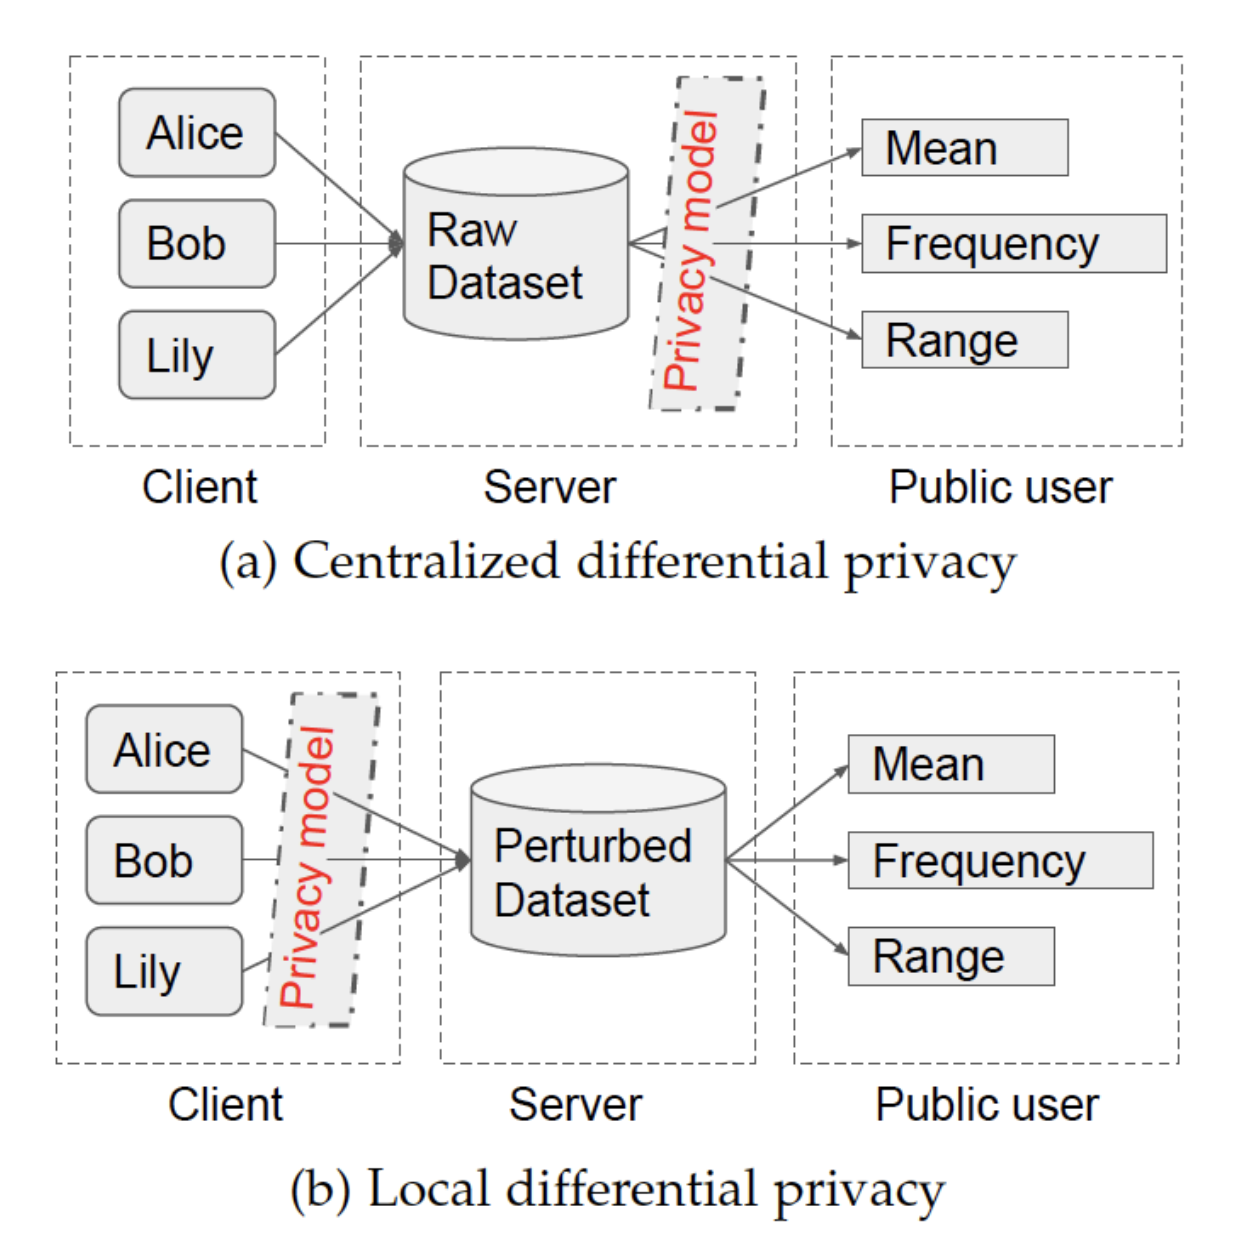 Alice
Bob
Lily
Raw
Dataset
Privacy model
Mean
Frequency
Range
Client
Server
Public user
(a) Centralized differential privacy
Alice
Bob
Lily
Privacy model
Perturbed
Dataset
Mean
Frequency
Range
Client
Server
Public user
(b) Local differential privacy